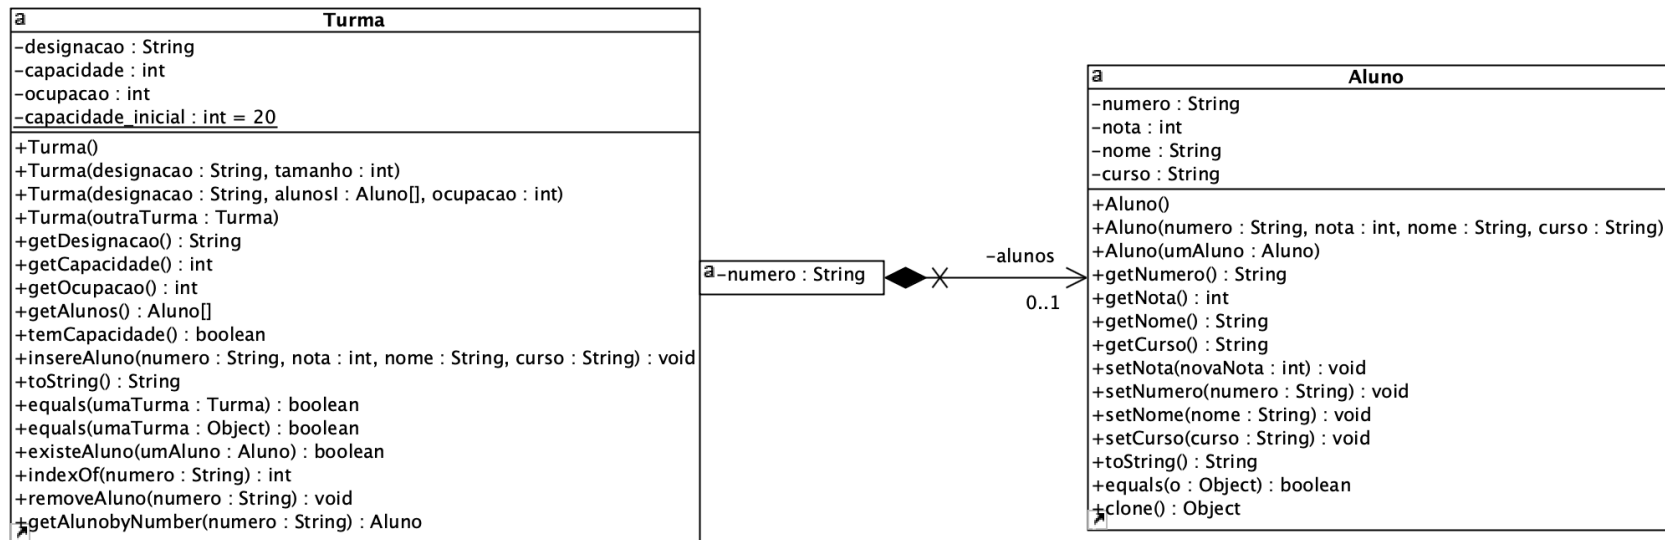 a Turma
-designacao : String
-capacidade : int
-ocupacao : int
-capacidade_inicial : int = 20
+Turma()
+Turma(designacao : String, tamanho : int)
+Turma(designacao : String, alunosI : Aluno[], ocupacao : int)
+Turma(outraTurma : Turma)
+getDesignacao() : String
+getCapacidade() : int
+getOcupacao() : int
+getAlunos() : Aluno[]
+temCapacidade() : boolean
+insereAluno(numero : String, nota : int, nome : String, curso : String) : void
+toString() : String
+equals(umaTurma : Turma) : boolean
+equals(umaTurma : Object) : boolean
+existeAluno(umAluno : Aluno) : boolean
+indexOf(numero : String) : int
+removeAluno(numero : String) : void
+getAlunobyNumber(numero : String) : Aluno
a -numero : String
-alunos
0..1
a Aluno
-numero : String
-nota : int
-nome : String
-curso : String
+Aluno()
+Aluno(numero : String, nota : int, nome : String, curso : String)
+Aluno(umAluno : Aluno)
+getNumero() : String
+getNota() : int
+getNome() : String
+getCurso() : String
+setNota(novaNota : int) : void
+setNumero(numero : String) : void
+setNome(nome : String) : void
+setCurso(curso : String) : void
+toString() : String
+equals(o : Object) : boolean
+clone() : Object